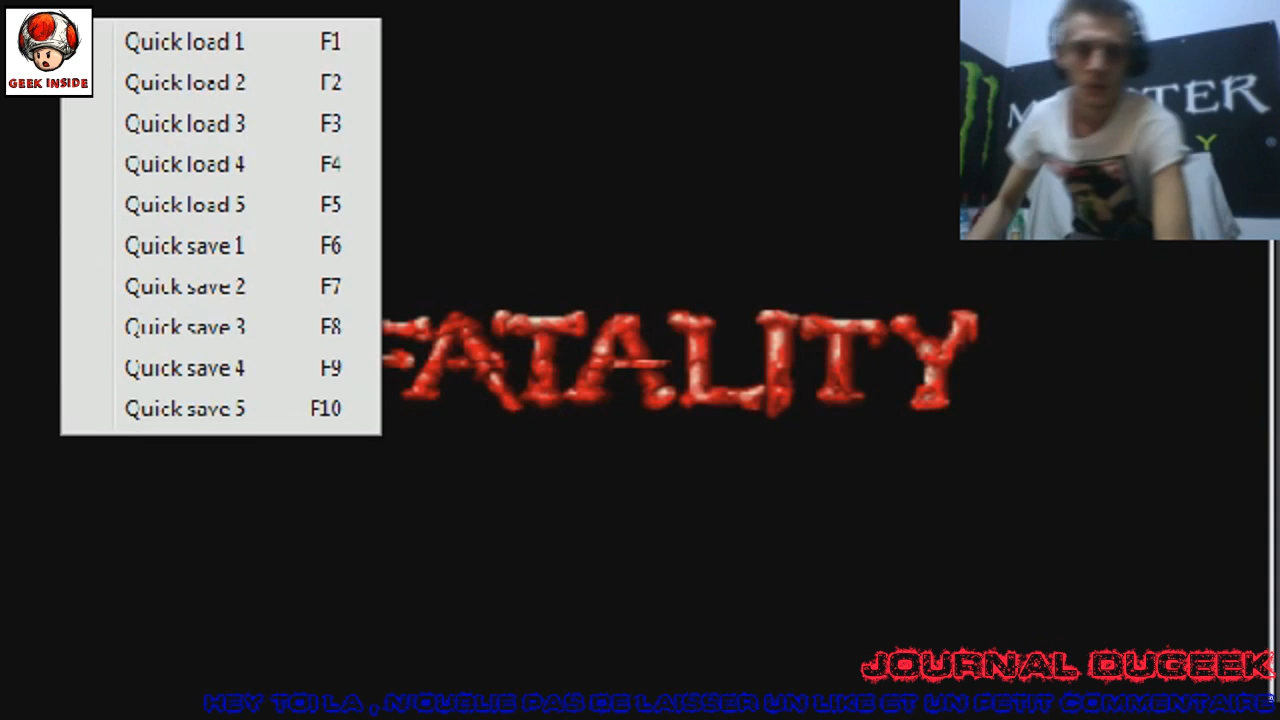 GEEK INSIDE
Quick load 1 F1
Quick load 2 F2
Quick load 3 F3
Quick load 4 F4
Quick load 5 F5
Quick save 1 F6
Quick save 2 F7
Quick save 3 F8
Quick save 4 F9
Quick save 5 F10
FATALITY
JOURNAL DUGEEK
HEY TOI LA , N'OUBLIE PAS DE LAISSER UN LIKE ET UN PETIT COMMENTAIRE